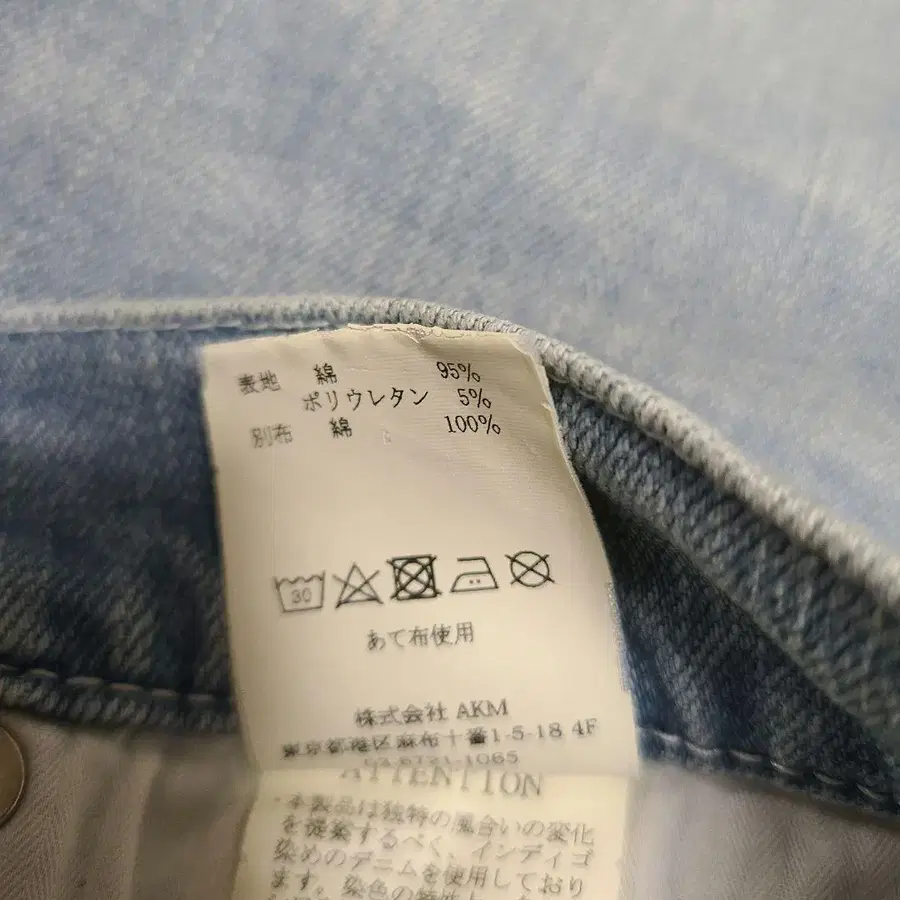 表地 綿 95%
ポリウレタン 5%
別布 綿 100%
30
あて布使用
株式会社 AKM
東京都港区麻布十番1-5-18 4F
03-6721-1065
ATTENTION
本製品は独特の風合いの変化
を提案するべく、インディゴ
染めのデニムを使用しており
ます。染色の特性上